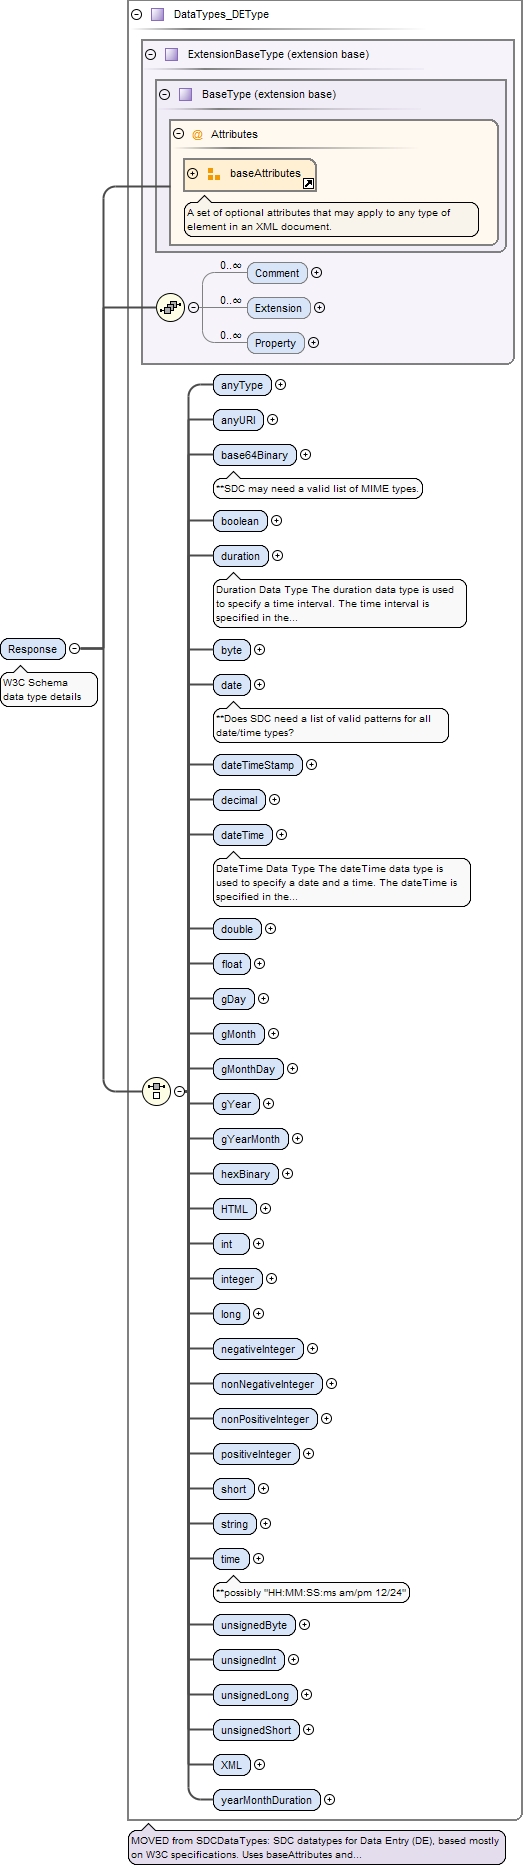 DataTypes_DEType
ExtensionBaseType (extension base)
BaseType (extension base)
@ Attributes
baseAttributes
A set of optional attributes that may apply to any type of
element in an XML document.
0..∞
Comment
0..∞
Extension
0..∞
Property
anyType
anyURI
base64Binary
**SDC may need a valid list of MIME types.
boolean
duration
Duration Data Type The duration data type is used
to specify a time interval. The time interval is
specified in the...
Response
W3C Schema
data type details
byte
date
**Does SDC need a list of valid patterns for all
date/time types?
dateTimeStamp
decimal
dateTime
DateTime Data Type The dateTime data type is
used to specify a date and a time. The dateTime is
specified in the...
double
float
gDay
gMonth
gMonthDay
gYear
gYearMonth
hexBinary
HTML
int
integer
long
negativeInteger
nonNegativeInteger
nonPositiveInteger
positiveInteger
short
string
time
**possibly "HH:MM:SS:ms am/pm 12/24"
unsignedByte
unsignedInt
unsignedLong
unsignedShort
XML
yearMonthDuration
MOVED from SDCDataTypes: SDC datatypes for Data Entry (DE), based mostly
on W3C specifications. Uses baseAttributes and...